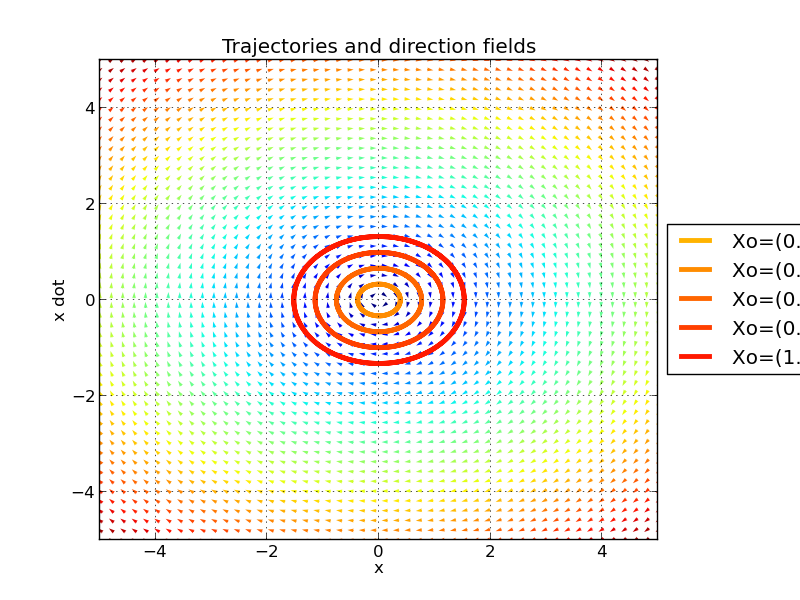 Trajectories and direction fields
4
2
0
−2
−4
x dot
−4
−2
0
2
4
x
Xo=(0.
Xo=(0.
Xo=(0.
Xo=(0.
Xo=(1.